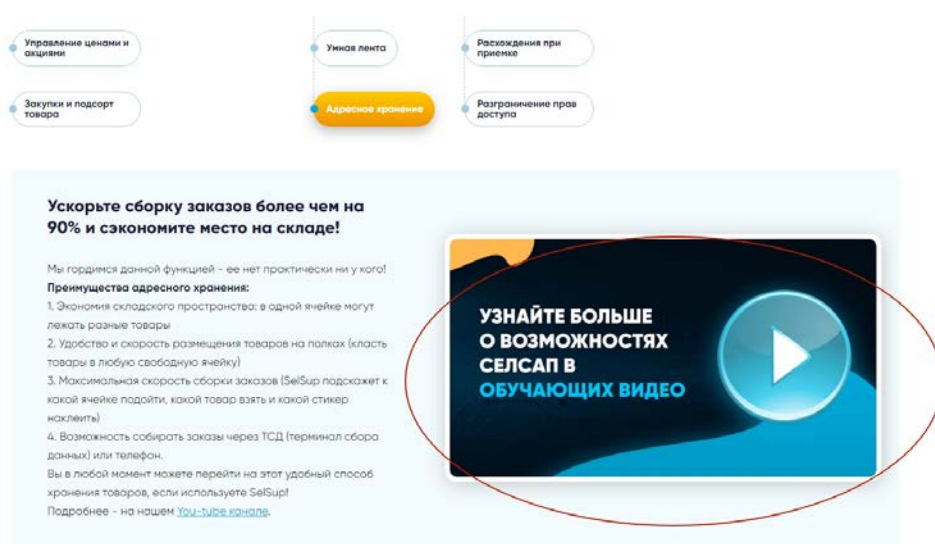 Управление ценами и
акциями
Умная лента
Расхождения при
приемке
Закупки и подсорт
товара
Адресное хранение
Разграничение прав
доступа
Ускорьте сборку заказов более чем на
90% и сэкономите место на складе!
Мы гордимся данной функцией - ее нет практически ни у кого!
Преимущества адресного хранения:
1. Экономия складского пространства: в одной ячейке могут
лежать разные товары
2. Удобство и скорость размещения товаров на полках (класть
товары в любую свободную ячейку)
3. Максимальная скорость сборки заказов (SelSup подскажет к
какой ячейке подойти, какой товар взять и какой стикер
наклеить)
4. Возможность собирать заказы через ТСД (терминал сбора
данных) или телефон.
Вы в любой момент можете перейти на этот удобный способ
хранения товаров, если используете SelSup!
Подробнее - на нашем You-tube канале.
УЗНАЙТЕ БОЛЬШЕ
О ВОЗМОЖНОСТЯХ
СЕЛСАП В
ОБУЧАЮЩИХ ВИДЕО